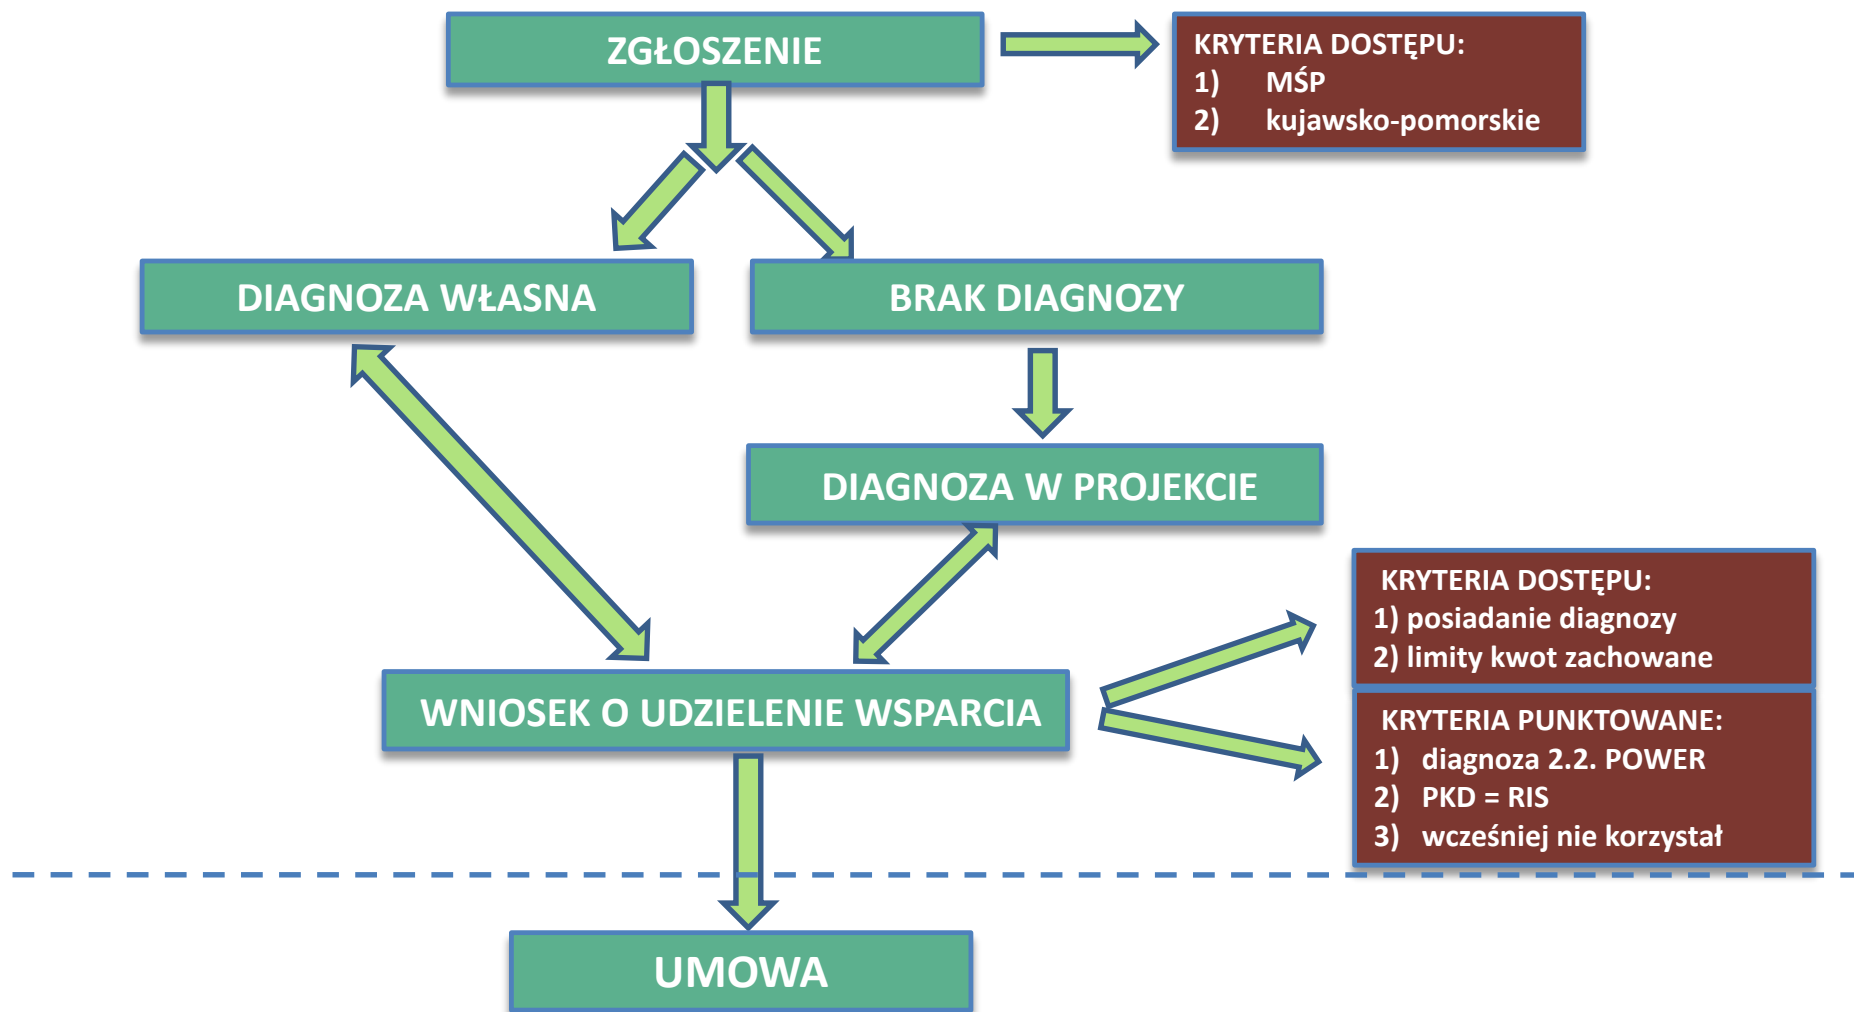 ZGŁOSZENIE
KRYTERIA DOSTĘPU:
1) MŚP
2) kujawsko-pomorskie
DIAGNOZA WŁASNA
BRAK DIAGNOZY
DIAGNOZA W PROJEKCIE
KRYTERIA DOSTĘPU:
1) posiadanie diagnozy
2) limity kwot zachowane
WNIOSEK O UDZIELENIE WSPARCIA
KRYTERIA PUNKTOWANE:
1) diagnoza 2.2. POWER
2) PKD = RIS
3) wcześniej nie korzystał
UMOWA